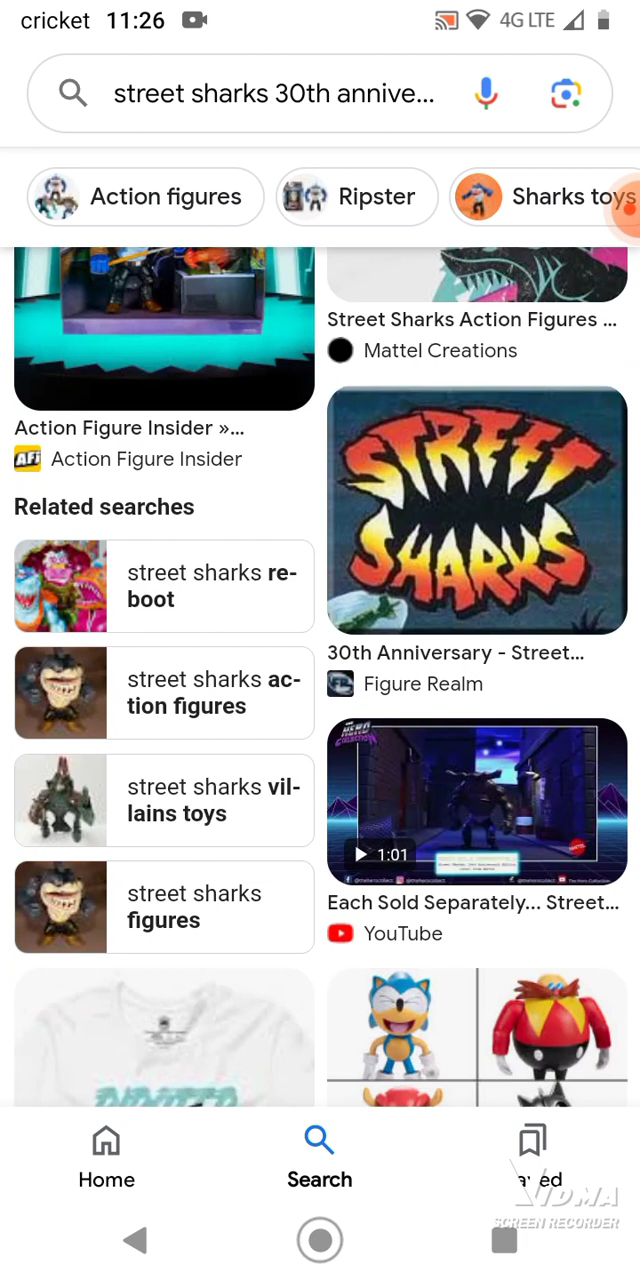 cricket 11:26 4G LTE
street sharks 30th annive...
Action figures
Ripster
Sharks toys
Street Sharks Action Figures ...
Mattel Creations
Action Figure Insider »...
AFi Action Figure Insider
Related searches
street sharks re-
boot
street sharks ac-
tion figures
street sharks vil-
lains toys
street sharks
figures
STREET
SHARKS
30th Anniversary - Street...
FR Figure Realm
1:01
Each Sold Separately... Street...
YouTube
Home
Search
VIDMA
SCREEN RECORDER